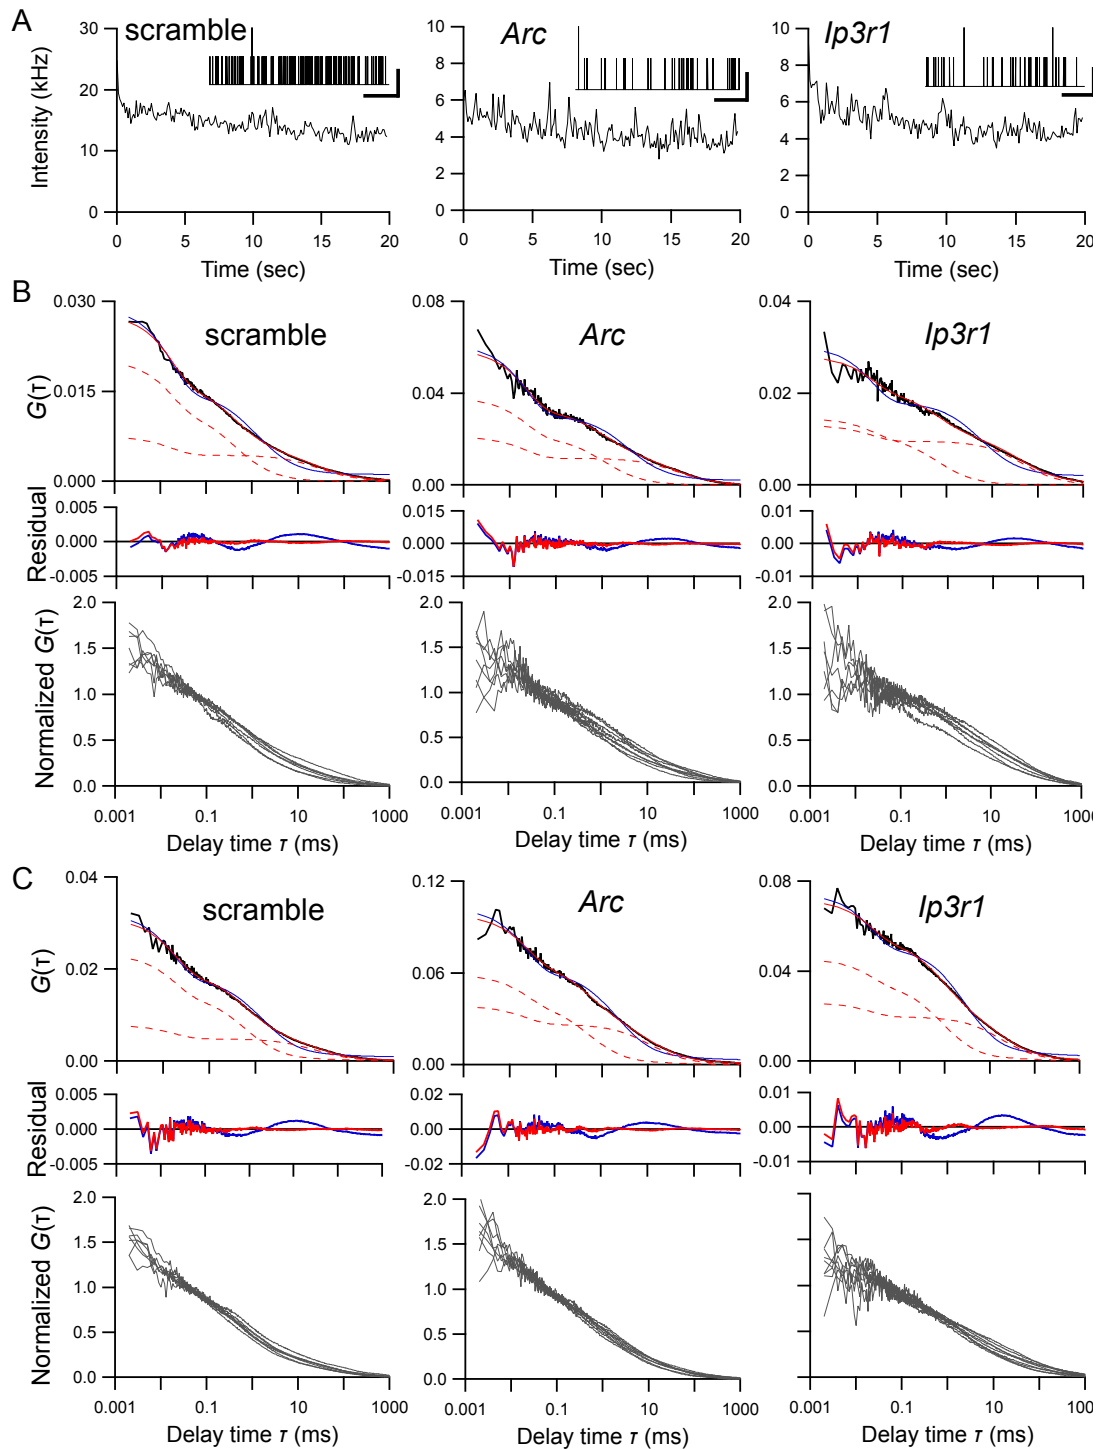 A
scramble
Arc
Ip3r1
Intensity (kHz)
30
20
10
0
10
8
6
4
2
0
10
8
6
4
2
0
0 5 10 15 20
0 5 10 15 20
0 5 10 15 20
Time (sec)
Time (sec)
Time (sec)
B
scramble
Arc
Ip3r1
G(τ)
0.030
0.015
0.000
0.08
0.04
0.00
0.04
0.02
0.00
Residual
0.005
0.000
-0.005
0.015
0.000
-0.015
0.01
0.00
-0.01
Normalized G(τ)
2.0
1.5
1.0
0.5
0.0
2.0
1.5
1.0
0.5
0.0
2.0
1.5
1.0
0.5
0.0
0.001 0.1 10 1000
0.001 0.1 10 1000
0.001 0.1 10 1000
Delay time τ (ms)
Delay time τ (ms)
Delay time τ (ms)
C
scramble
Arc
Ip3r1
G(τ)
0.04
0.02
0.00
0.12
0.06
0.00
0.08
0.04
0.00
Residual
0.005
0.000
-0.005
0.02
0.00
-0.02
0.01
0.00
-0.01
Normalized G(τ)
2.0
1.5
1.0
0.5
0.0
2.0
1.5
1.0
0.5
0.0
0.001 0.1 10 1000
0.001 0.1 10 1000
0.001 0.1 10 1000
Delay time τ (ms)
Delay time τ (ms)
Delay time τ (ms)